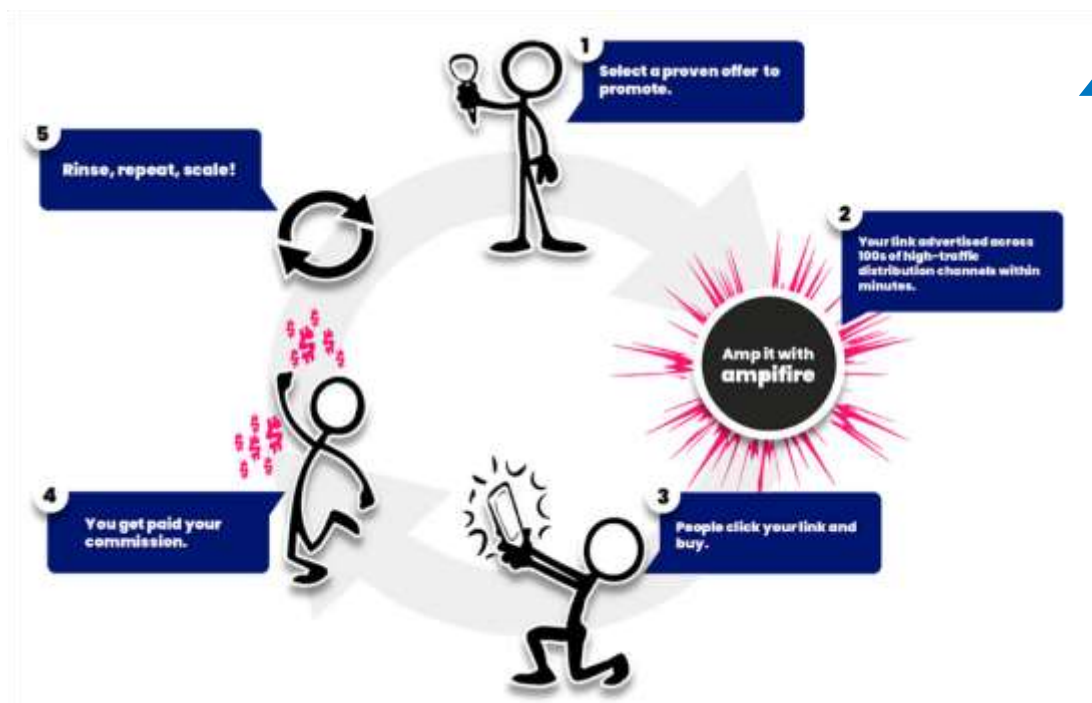 1
Select a proven offer to
promote.
2
Your link advertised across
100s of high-traffic
distribution channels within
minutes.
Amp it with
ampifire
3
People click your link and
buy.
4
You get paid your
commission.
5
Rinse, repeat, scale!